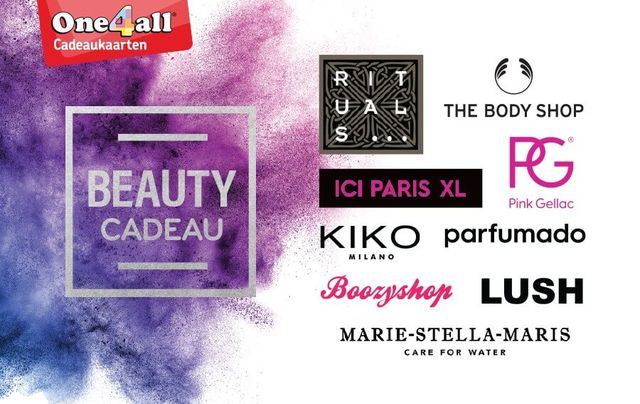 One4all®
Cadeaukaarten
BEAUTY
CADEAU
RIT
UAL
S...
THE BODY SHOP
PG®
Pink Gellac
ICI PARIS XL
KIKO
MILANO
parfumado
Boozyshop
LUSH
MARIE-STELLA-MARIS
CARE FOR WATER